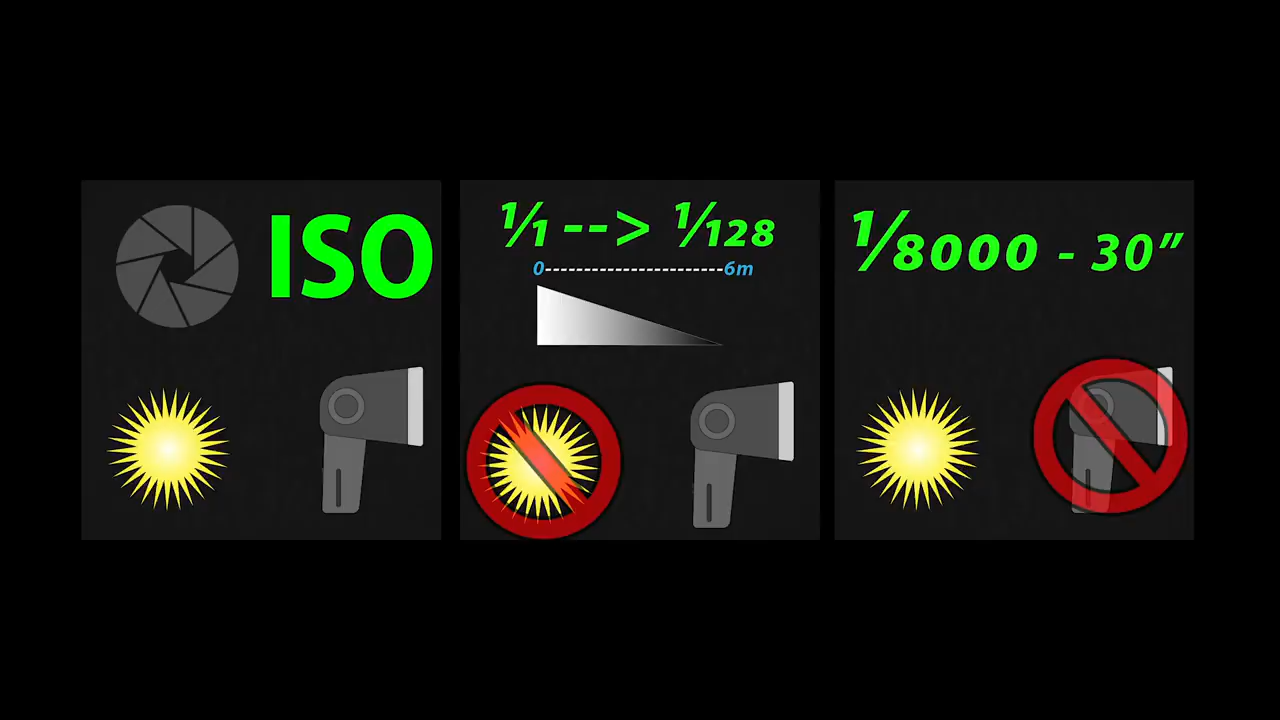 ISO
1/1 --> 1/128
0-----------------------6m
1/8000 - 30”